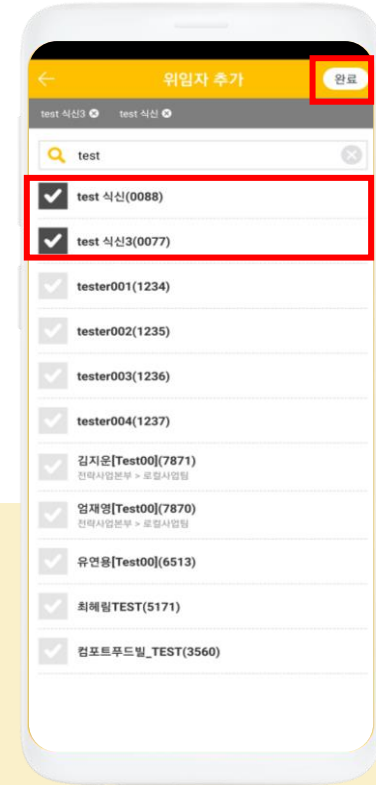 위임자 추가
완료
test 식신3
test 식신
test
test 식신(0088)
test 식신3(0077)
tester001(1234)
tester002(1235)
tester003(1236)
tester004(1237)
김지운[Test00](7871)
전략사업본부 > 로컬사업팀
엄재영[Test00](7870)
전략사업본부 > 로컬사업팀
유연용[Test00](6513)
최혜림TEST(5171)
컴포트푸드빌_TEST(3560)